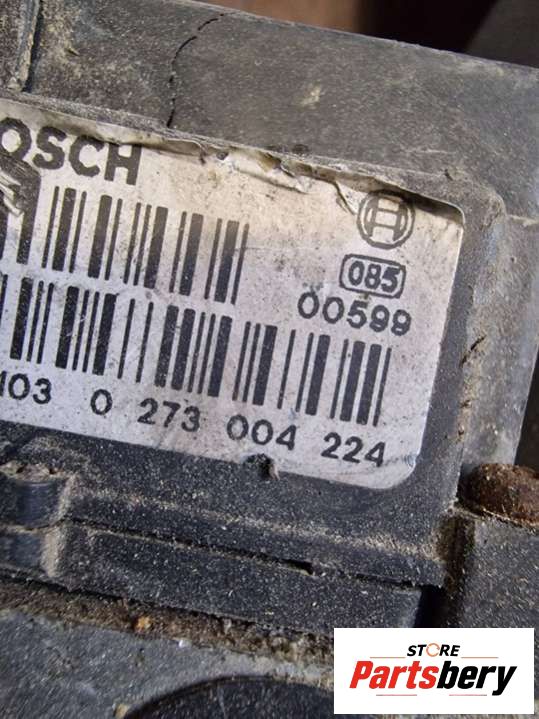 OSCH
085
00599
103 0 273 004 224
STORE
Partsbery